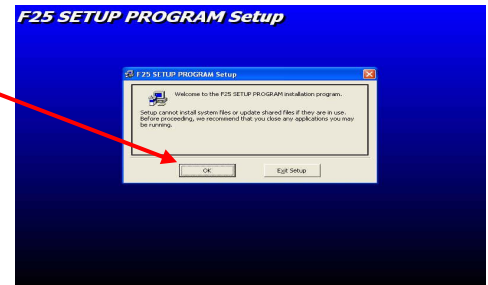 F25 SETUP PROGRAM Setup
F25 SETUP PROGRAM Setup
Welcome to the F25 SETUP PROGRAM installation program.
Setup cannot install system files or update shared files if they are in use.
Before proceeding, we recommend that you close any applications you may
be running.
OK
Exit Setup